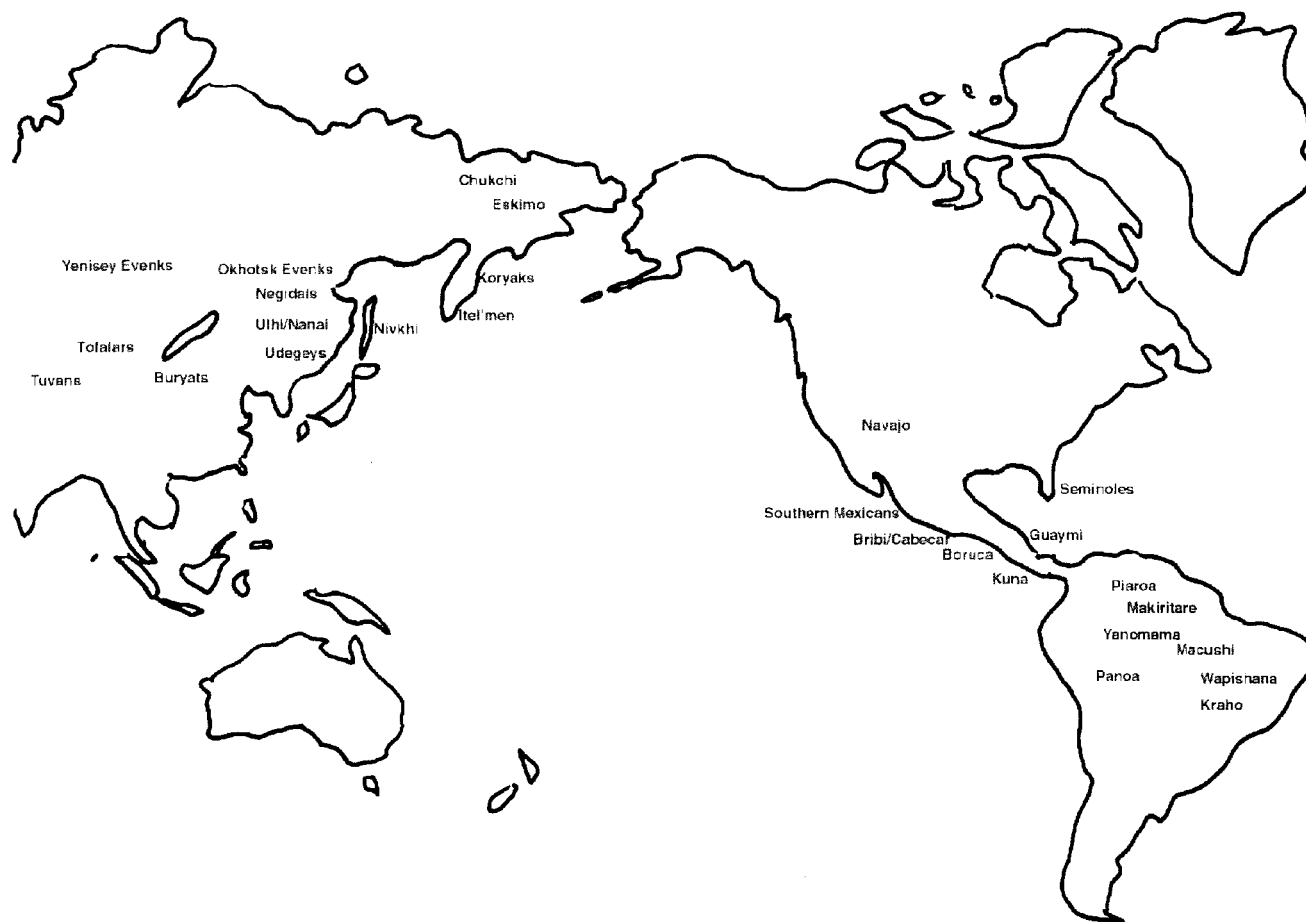 Chukchi
Eskimo
Yenisey Evenks
Okhotsk Evenks
Koryaks
Negidals
Itel'men
Ulhi/Nanai
Nivkhi
Tofalars
Udegeys
Tuvans
Buryats
Navajo
Seminoles
Southern Mexicans
Bribi/Cabecar
Guaymi
Boruca
Kuna
Piaroa
Makiritare
Yanomama
Macushi
Panoa
Wapishana
Kraho